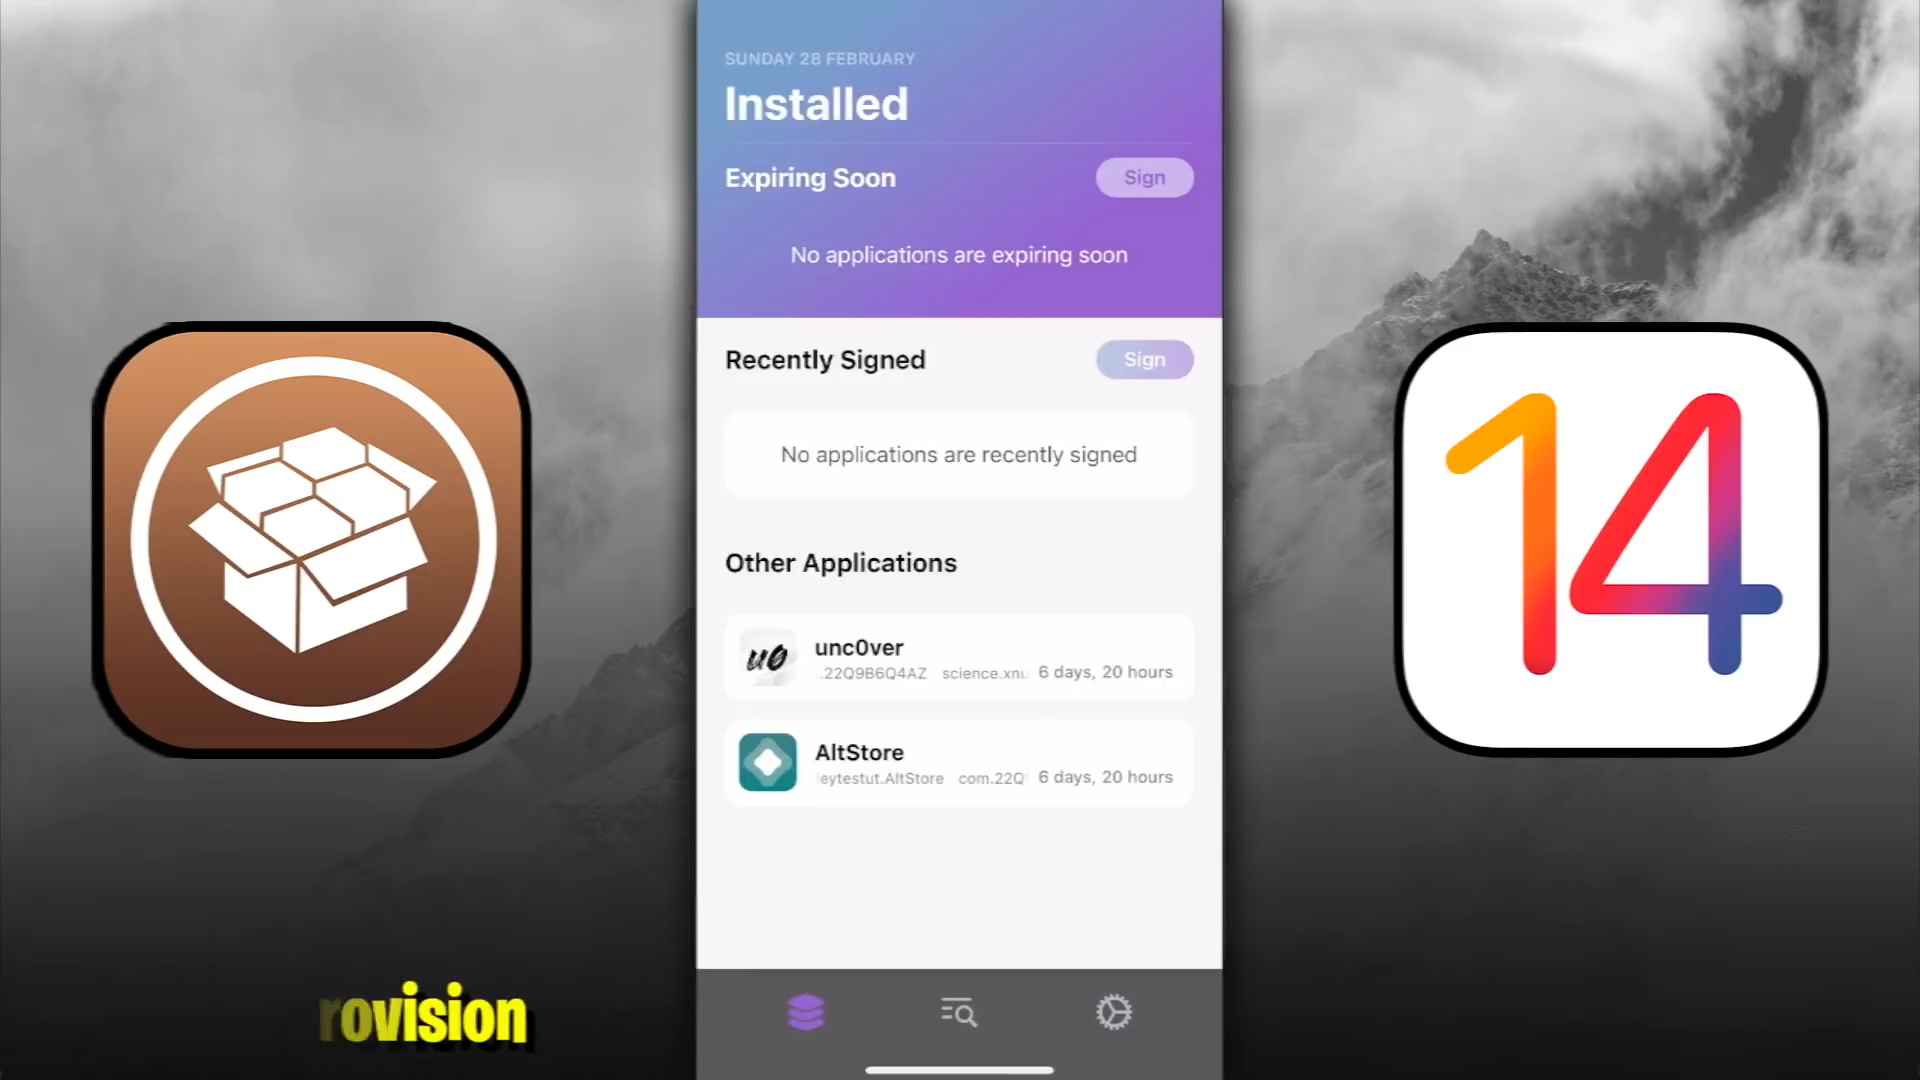 SUNDAY 28 FEBRUARY
Installed
Expiring Soon
Sign
No applications are expiring soon
Recently Signed
Sign
No applications are recently signed
Other Applications
unc0ver
.22Q9B6Q4AZ science.xnu 6 days, 20 hours
AltStore
eytestut.AltStore com.22Q 6 days, 20 hours
u0
14
rovision